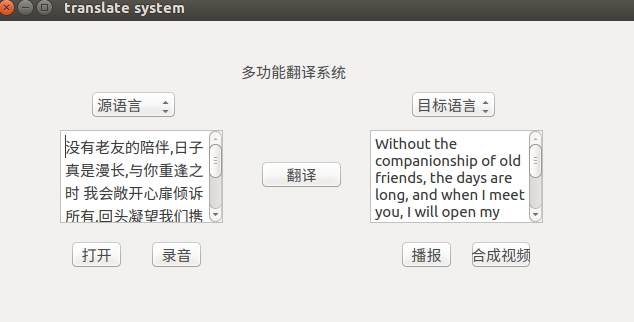 translate system
多功能翻译系统
源语言
目标语言
没有老友的陪伴,日子
真是漫长,与你重逢之
时 我会敞开心扉倾诉
所有,回头凝望我们携
翻译
Without the
companionship of old
friends, the days are
long, and when I meet
you, I will open my
打开
录音
播报
合成视频